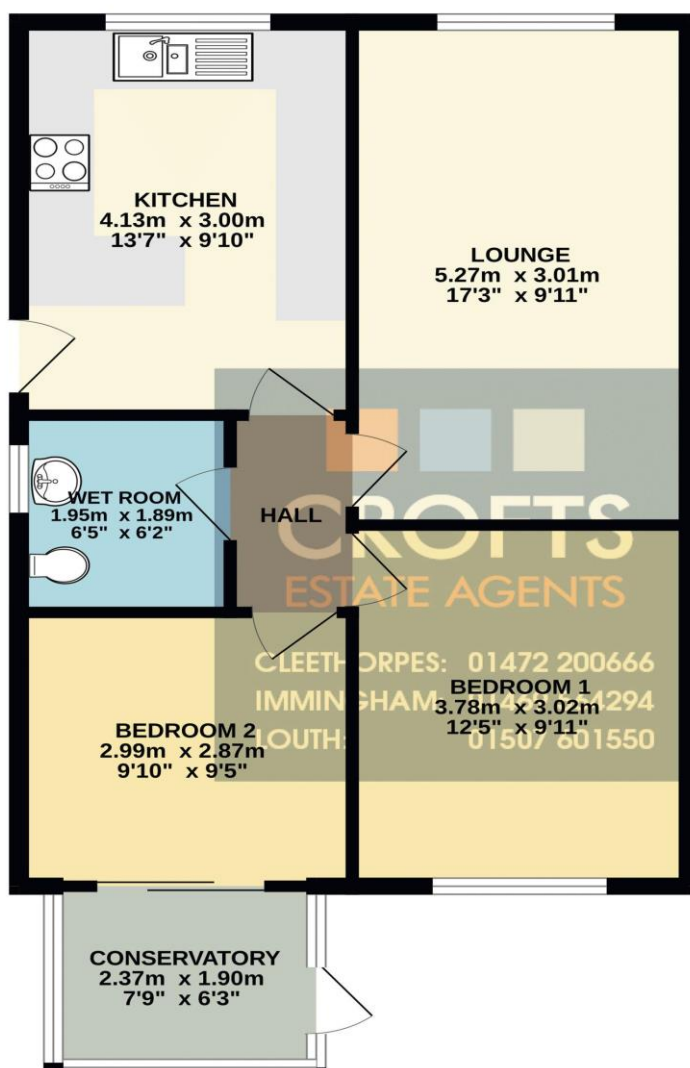 KITCHEN
4.13m x 3.00m
13'7" x 9'10"
LOUNGE
5.27m x 3.01m
17'3" x 9'11"
WET ROOM
1.95m x 1.89m
6'5" x 6'2"
HALL
CROFTS
ESTATE AGENTS
CLEETHORPES: 01472 200666
IMMINGHAM:
LOUTH: 01507 601550
BEDROOM 1
3.78m x 3.02m
12'5" x 9'11"
BEDROOM 2
2.99m x 2.87m
9'10" x 9'5"
CONSERVATORY
2.37m x 1.90m
7'9" x 6'3"